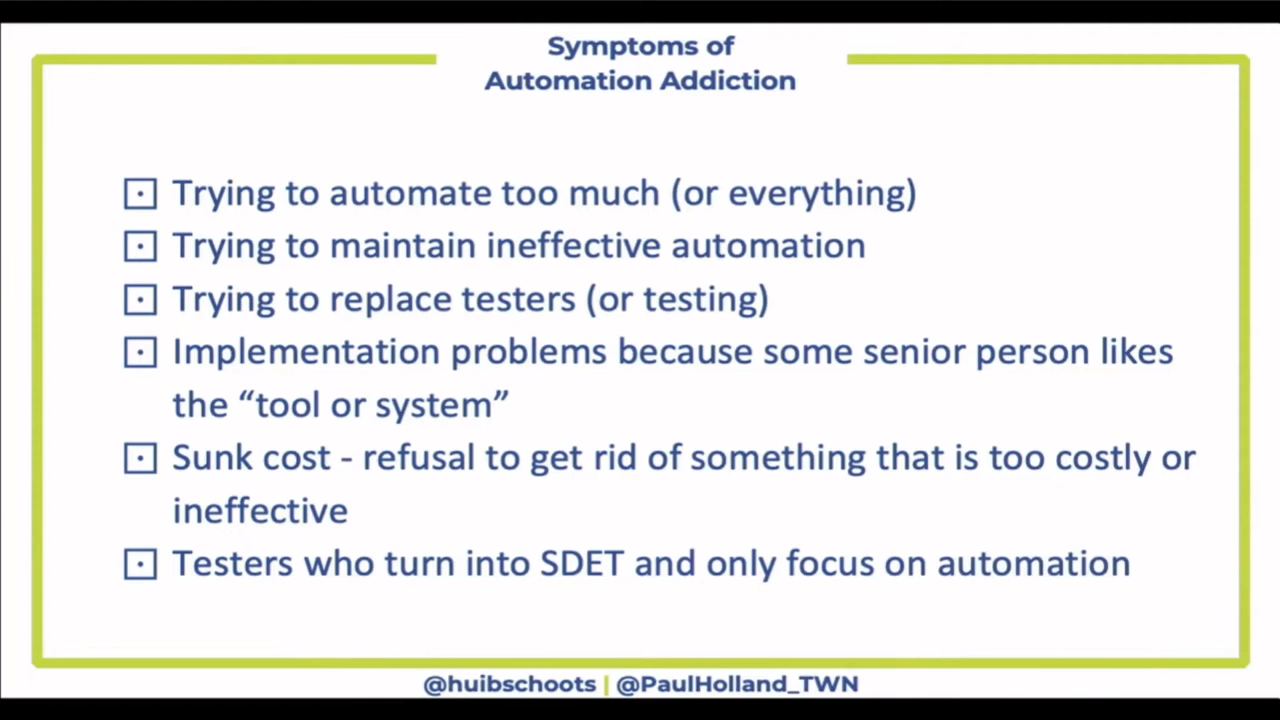 Symptoms of
Automation Addiction
Trying to automate too much (or everything)
Trying to maintain ineffective automation
Trying to replace testers (or testing)
Implementation problems because some senior person likes
the “tool or system”
Sunk cost - refusal to get rid of something that is too costly or
ineffective
Testers who turn into SDET and only focus on automation
@huibschoots | @PaulHolland_TWN